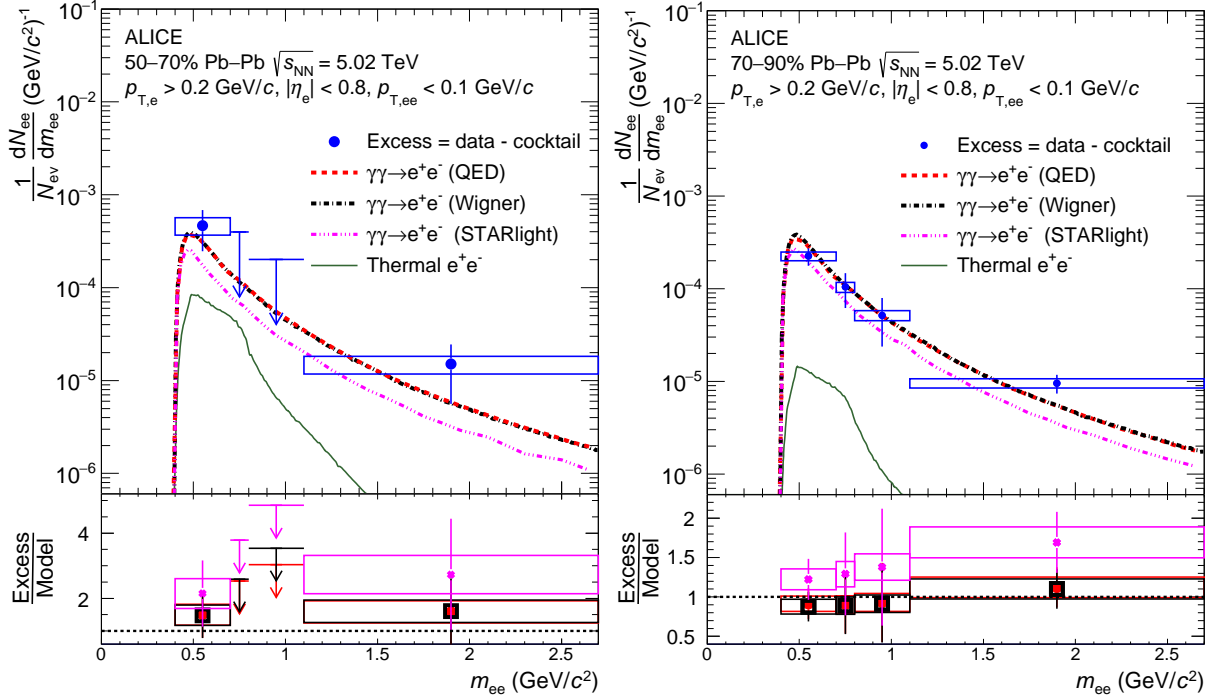 ALICE
50–70% Pb–Pb √sNN = 5.02 TeV
pT,e > 0.2 GeV/c, |ηe| < 0.8, pT,ee < 0.1 GeV/c
Excess = data - cocktail
γγ→e+e- (QED)
γγ→e+e- (Wigner)
γγ→e+e- (STARlight)
Thermal e+e-
1/Nev dNee/dmee (GeV/c2)-1
10−1
10−2
10−3
10−4
10−5
10−6
Excess/Model
4
2
0 0.5 1 1.5 2 2.5
mee (GeV/c2)
ALICE
70–90% Pb–Pb √sNN = 5.02 TeV
pT,e > 0.2 GeV/c, |ηe| < 0.8, pT,ee < 0.1 GeV/c
Excess = data - cocktail
γγ→e+e- (QED)
γγ→e+e- (Wigner)
γγ→e+e- (STARlight)
Thermal e+e-
1/Nev dNee/dmee (GeV/c2)-1
10−1
10−2
10−3
10−4
10−5
10−6
Excess/Model
2
1.5
1
0.5
0 0.5 1 1.5 2 2.5
mee (GeV/c2)